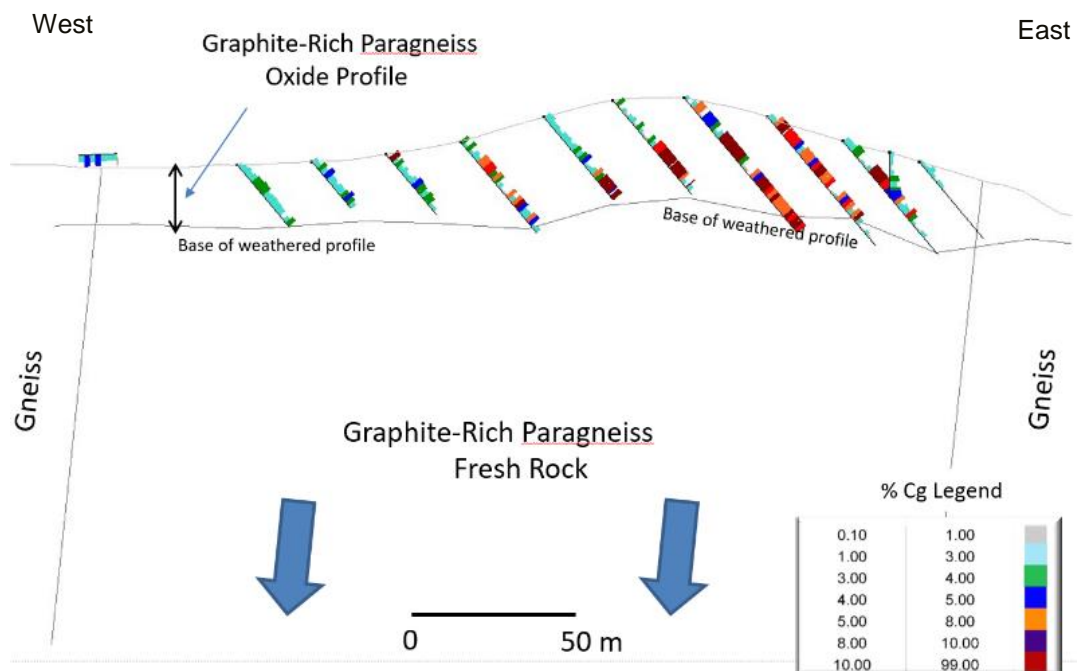 West
East
Graphite-Rich Paragneiss
Oxide Profile
Base of weathered profile
Base of weathered profile
Gneiss
Gneiss
Graphite-Rich Paragneiss
Fresh Rock
0 50 m
% Cg Legend
0.10 1.00
1.00 3.00
3.00 4.00
4.00 5.00
5.00 8.00
8.00 10.00
10.00 99.00